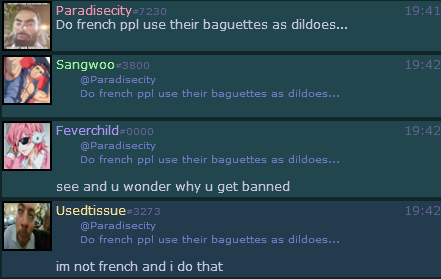 Paradisecity#7230 19:41
Do french ppl use their baguettes as dildoes...
Sangwoo#3800 19:42
@Paradisecity
Do french ppl use their baguettes as dildoes...
Feverchild#0000 19:42
@Paradisecity
Do french ppl use their baguettes as dildoes...
see and u wonder why u get banned
Usedtissue#3273 19:42
@Paradisecity
Do french ppl use their baguettes as dildoes...
im not french and i do that